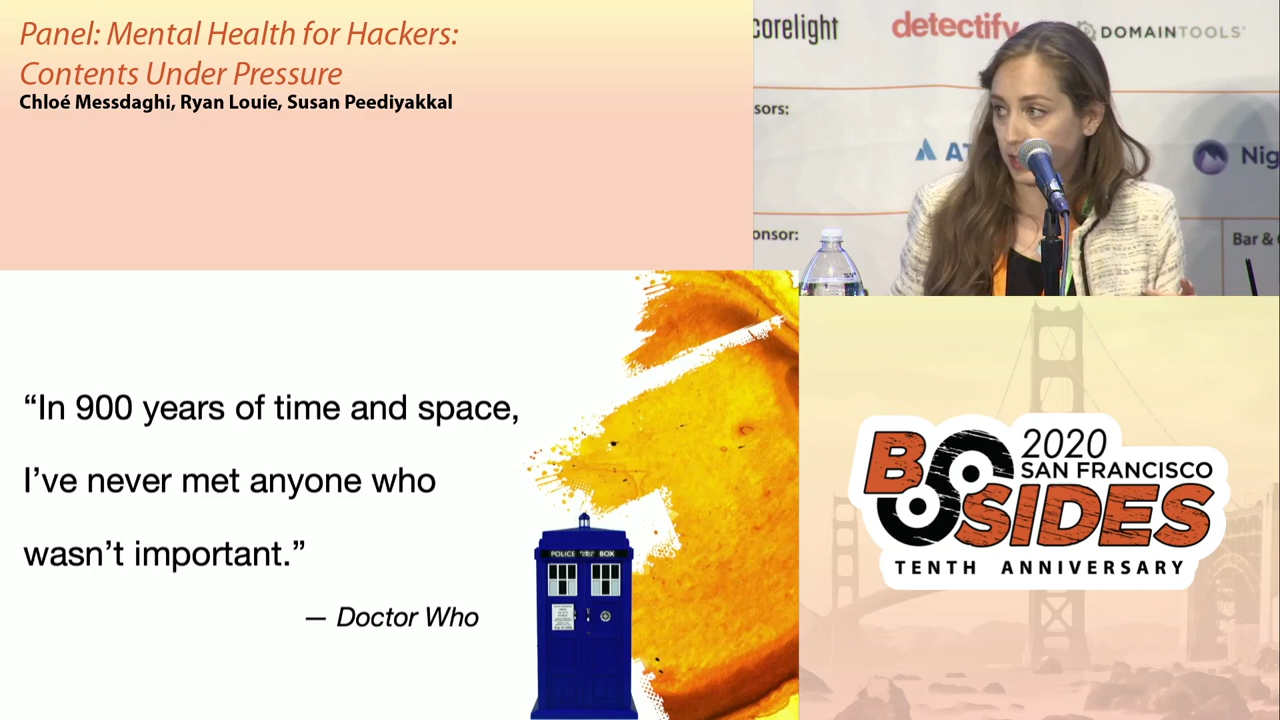 Panel: Mental Health for Hackers:
Contents Under Pressure
Chloé Messdaghi, Ryan Louie, Susan Peediyakkal
corelight
detectify
DOMAINTOOLS
sors:
AT
Nig
onsor:
Bar &
“In 900 years of time and space,
I’ve never met anyone who
wasn’t important.”
— Doctor Who
POLICE BOX
2020
SAN FRANCISCO
BSIDES
TENTH ANNIVERSARY